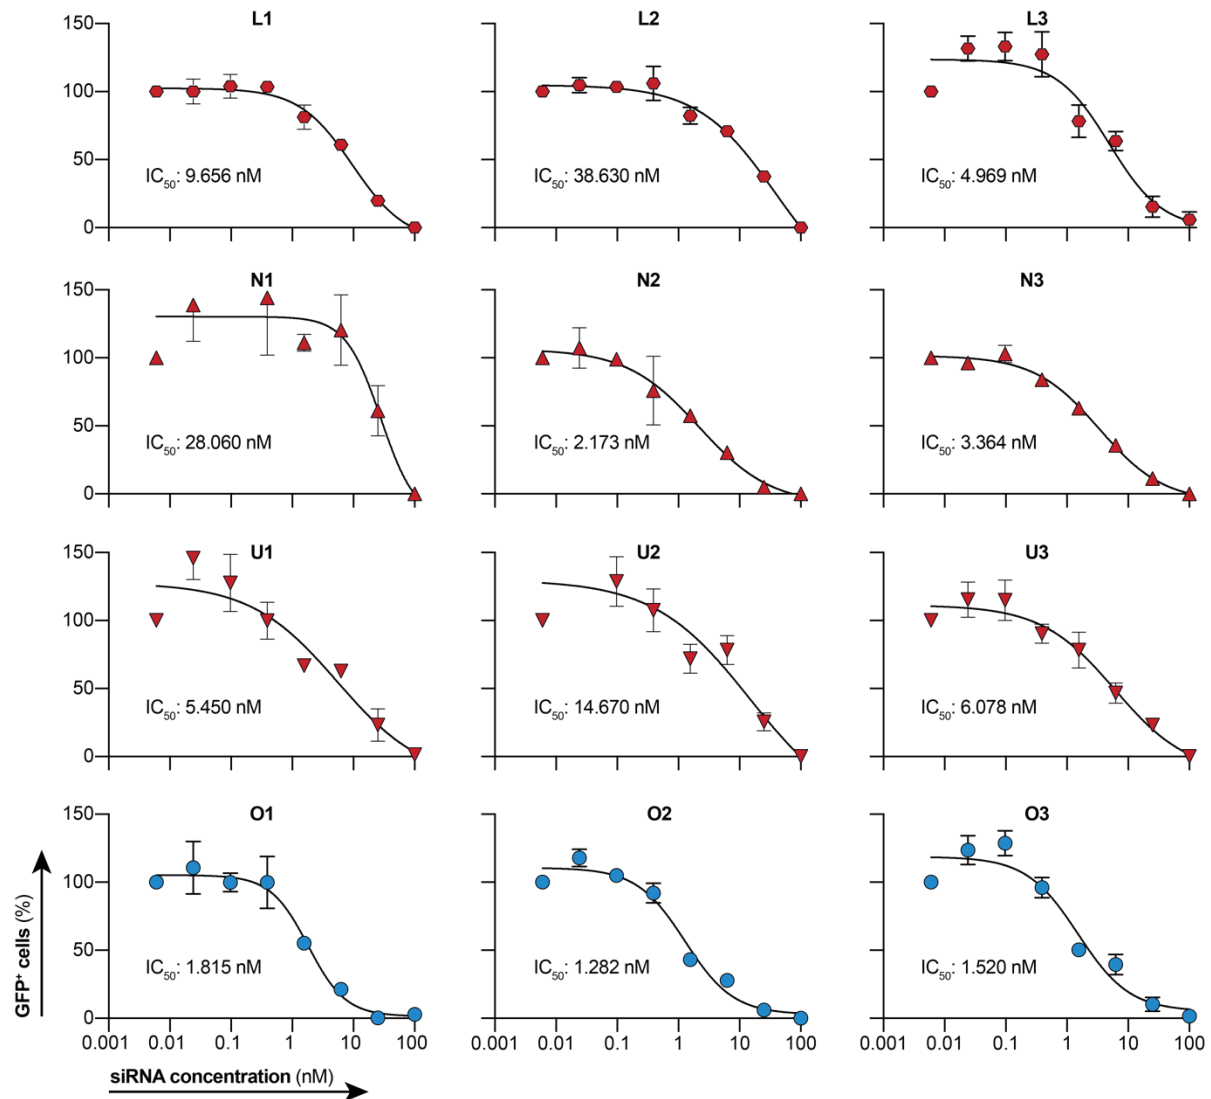 L1 L2 L3
150
100
50
0
IC50: 9.656 nM IC50: 38.630 nM IC50: 4.969 nM
N1 N2 N3
150
100
50
0
IC50: 28.060 nM IC50: 2.173 nM IC50: 3.364 nM
U1 U2 U3
150
100
50
0
IC50: 5.450 nM IC50: 14.670 nM IC50: 6.078 nM
O1 O2 O3
150
100
50
0
IC50: 1.815 nM IC50: 1.282 nM IC50: 1.520 nM
GFP+ cells (%)
0.001 0.01 0.1 1 10 100 0.001 0.01 0.1 1 10 100 0.001 0.01 0.1 1 10 100
siRNA concentration (nM)